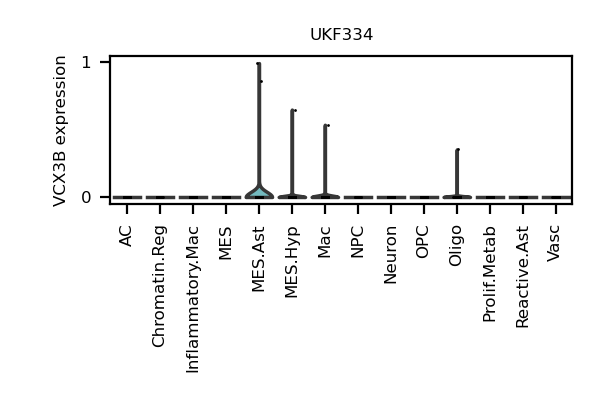 UKF334
VCX3B expression
1
0
AC
Chromatin.Reg
Inflammatory.Mac
MES
MES.Ast
MES.Hyp
Mac
NPC
Neuron
OPC
Oligo
Prolif.Metab
Reactive.Ast
Vasc